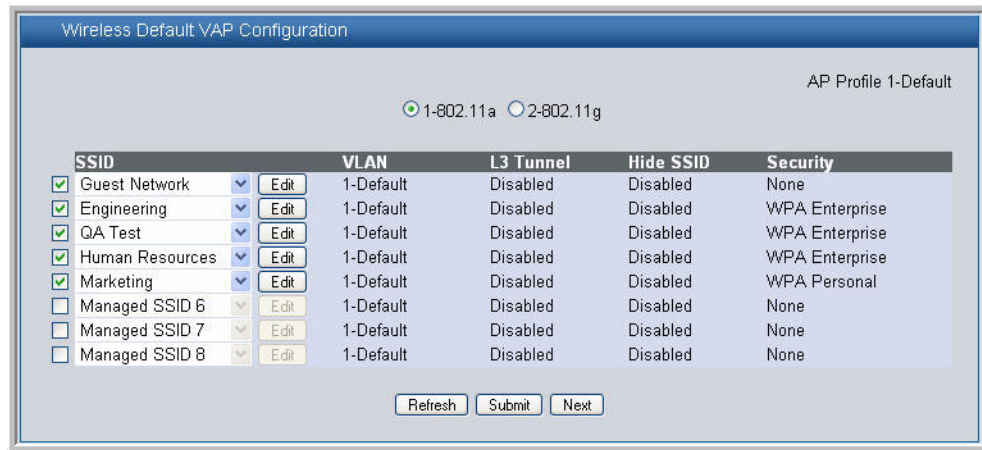 Wireless Default VAP Configuration
AP Profile 1-Default
1-802.11a 2-802.11g
SSID VLAN L3 Tunnel Hide SSID Security
Guest Network Edit 1-Default Disabled Disabled None
Engineering Edit 1-Default Disabled Disabled WPA Enterprise
QA Test Edit 1-Default Disabled Disabled WPA Enterprise
Human Resources Edit 1-Default Disabled Disabled WPA Enterprise
Marketing Edit 1-Default Disabled Disabled WPA Personal
Managed SSID 6 Edit 1-Default Disabled Disabled None
Managed SSID 7 Edit 1-Default Disabled Disabled None
Managed SSID 8 Edit 1-Default Disabled Disabled None
Refresh Submit Next